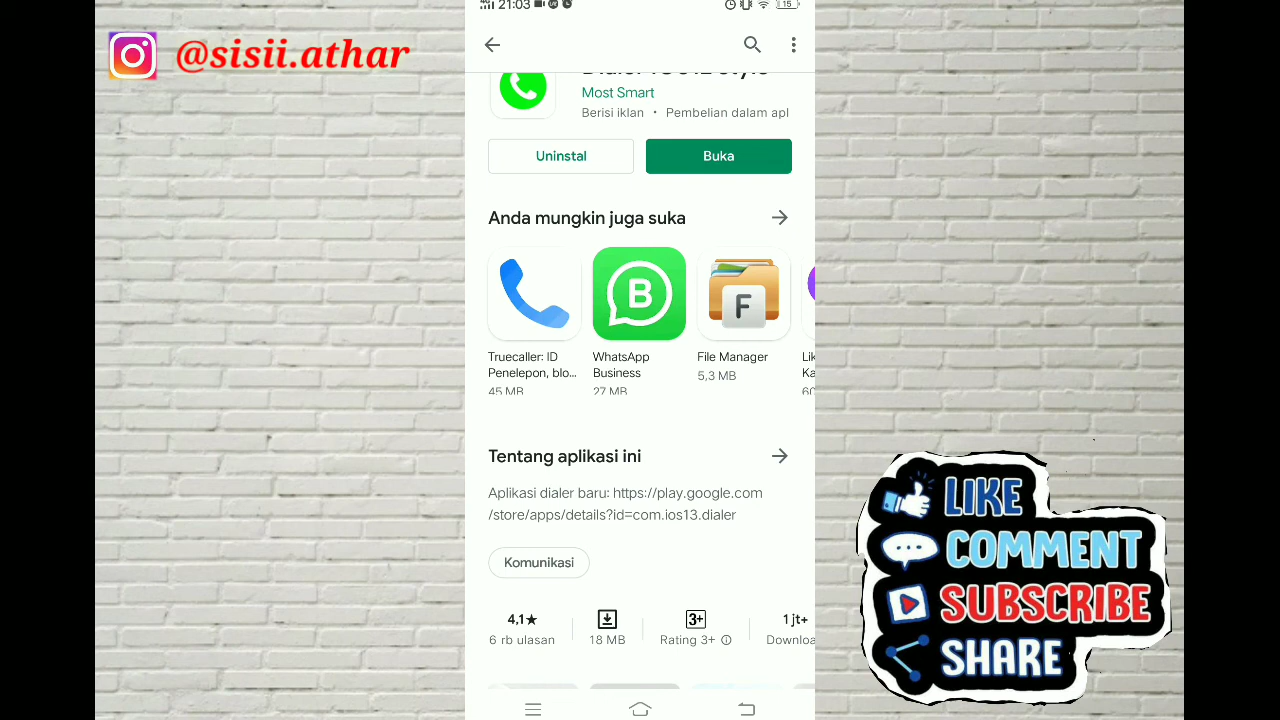 @sisii.athar
21:03
15
Most Smart
Berisi iklan • Pembelian dalam apl
Uninstal
Buka
Anda mungkin juga suka
B
F
Truecaller: ID
Penelepon, blo...
45 MB
WhatsApp
Business
27 MB
File Manager
5,3 MB
Tentang aplikasi ini
Aplikasi dialer baru: https://play.google.com
/store/apps/details?id=com.ios13.dialer
Komunikasi
4,1★
6 rb ulasan
18 MB
3+
Rating 3+
1 jt+
LIKE
COMMENT
SUBSCRIBE
SHARE